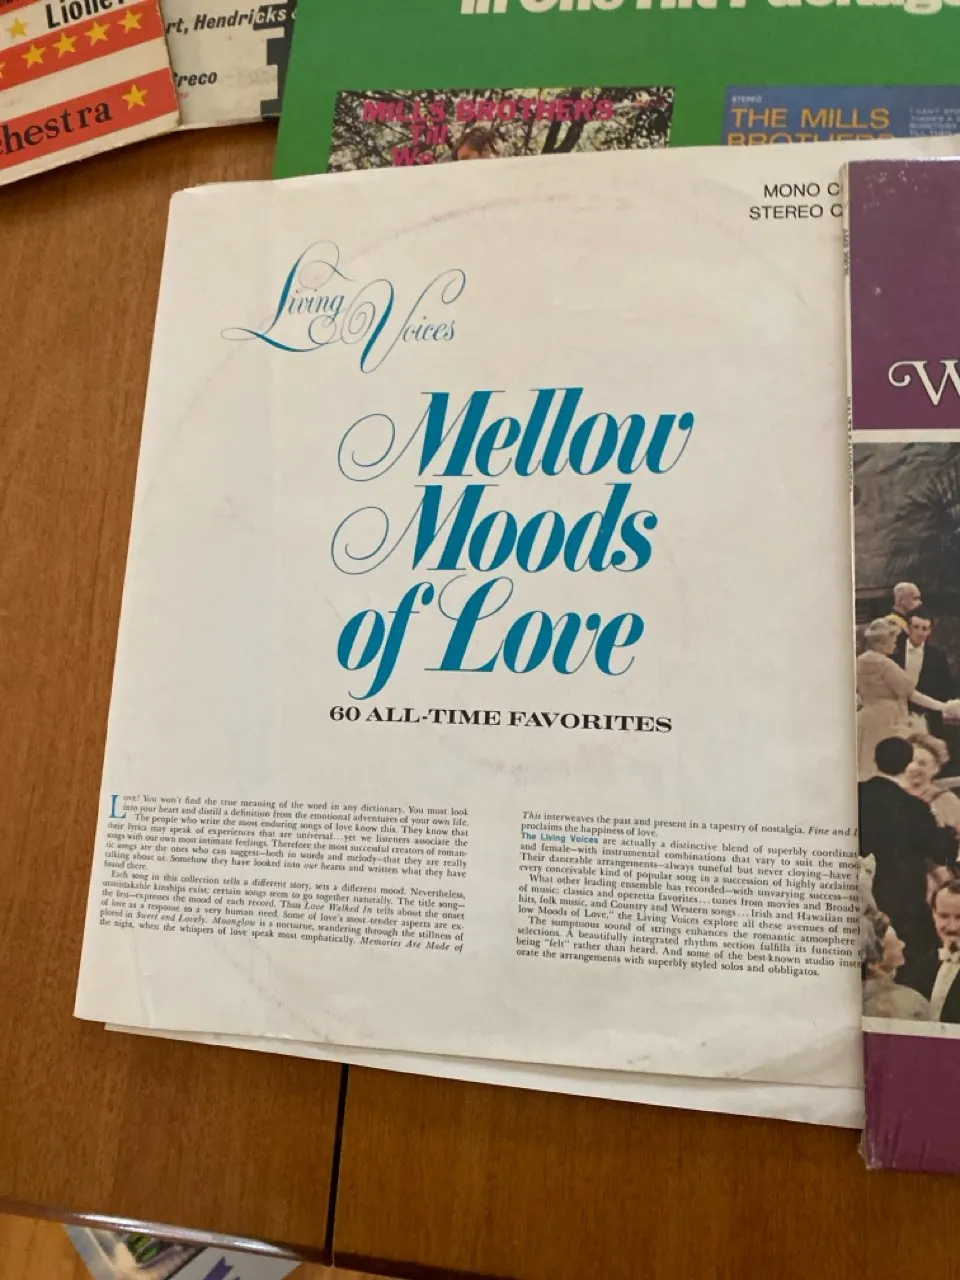 Lione
chestra
rt, Hendricks
Greco
In One Hit Package
MILLS BROTHERS
Till
We
STEREO
THE MILLS
BROTHERS
MONO C
STEREO C
Living Voices
Mellow
Moods
of Love
60 ALL-TIME FAVORITES
Love! You won't find the true meaning of the word in any dictionary. You must look
into your heart and distill a definition from the emotional adventures of your own life.
The people who write the most enduring songs of love know this. They know that
their lyrics may speak of experiences that are universal...yet we listeners associate the
songs with our own most intimate feelings. Therefore the most successful creators of roman-
tic songs are the ones who can suggest—both in words and melody—that they are really
talking about us. Somehow they have looked into our hearts and written what they have
found there.
Each song in this collection tells a different story, sets a different mood. Nevertheless,
unmistakable kinships exist; certain songs seem to go together naturally. The title song—
the first—expresses the mood of each record. Thus Love Walked In tells about the onset
of love as a response to a very human need. Some of love's most tender aspects are ex-
plored in Sweet and Lovely. Moonglow is a nocturne, wandering through the stillness of
the night, when the whispers of love speak most emphatically. Memories Are Made of
This interweaves the past and present in a tapestry of nostalgia. Fine and
proclaims the happiness of love.
The Living Voices are actually a distinctive blend of superbly coordinat
and female—with instrumental combinations that vary to suit the moo
Their danceable arrangements—always tuneful but never cloying—have
every conceivable kind of popular song in a succession of highly acclaim
What other leading ensemble has recorded—with unvarying success—su
of music: classics and operetta favorites...tunes from movies and Broadw
hits, folk music, and Country and Western songs...Irish and Hawaiian me
low Moods of Love," the Living Voices explore all these avenues of mel
The sumptuous sound of strings enhances the romantic atmosphere
selections. A beautifully integrated rhythm section fulfills its function
being "felt" rather than heard. And some of the best-known studio instr
orate the arrangements with superbly styled solos and obbligatos.
W